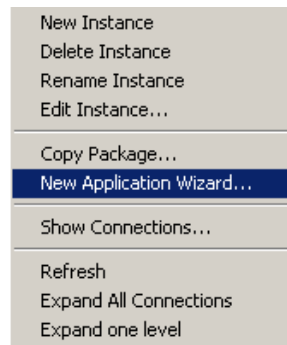 New Instance
Delete Instance
Rename Instance
Edit Instance...
Copy Package...
New Application Wizard...
Show Connections...
Refresh
Expand All Connections
Expand one level